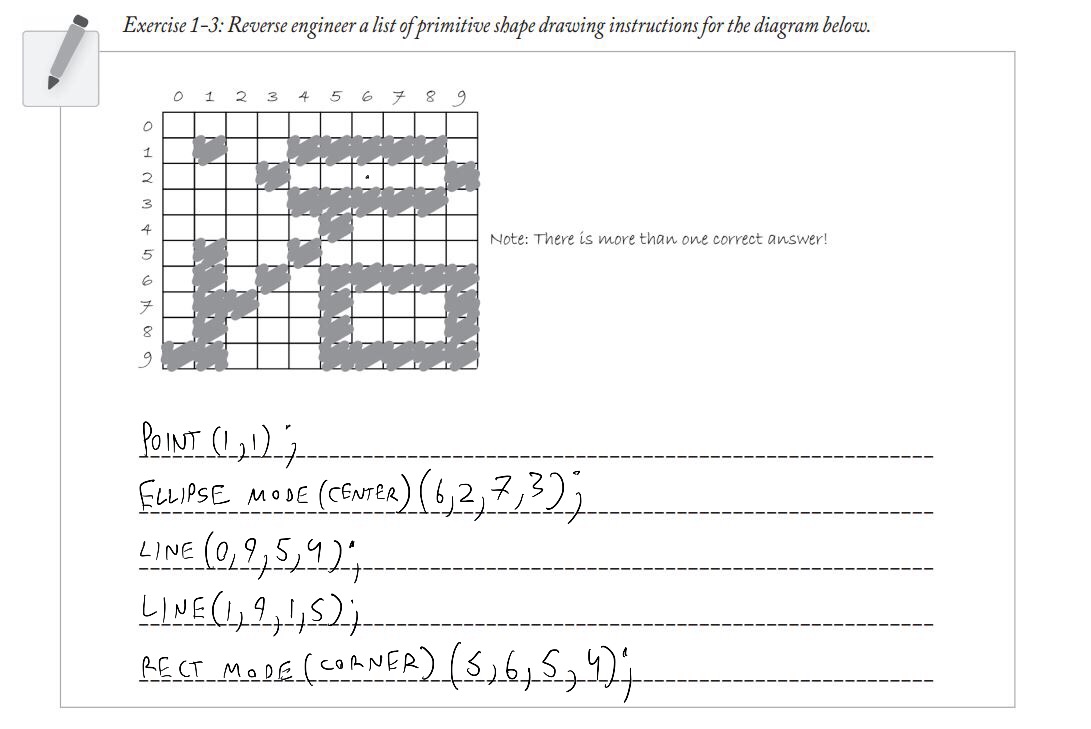 Exercise 1-3: Reverse engineer a list of primitive shape drawing instructions for the diagram below.
0 1 2 3 4 5 6 7 8 9
0
1
2
3
4
Note: There is more than one correct answer!
5
6
7
8
9
POINT (1,1);
ELLIPSE MODE (CENTER) (6,2,7,3);
LINE (0,9,5,4);
LINE (1,9,1,5);
RECT MODE (CORNER) (5,6,5,4);